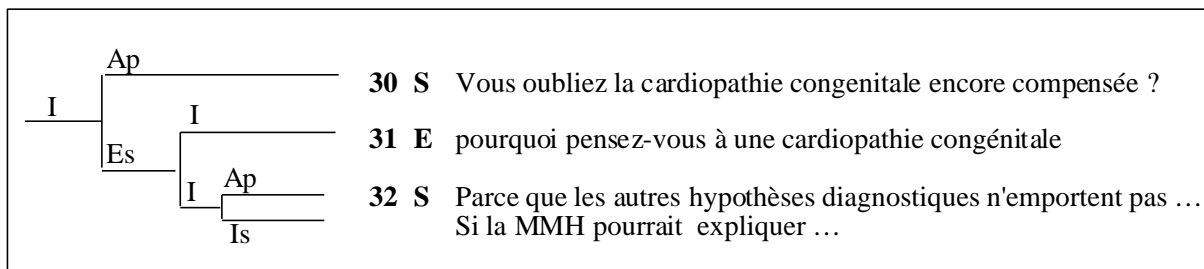 Ap
30 S Vous oubliez la cardiopathie congenitale encore compensée ?
I
I
31 E pourquoi pensez-vous à une cardiopathie congénitale
Es
Ap
I
32 S Parce que les autres hypothèses diagnostiques n'emportent pas …
Si la MMH pourrait expliquer …
Is